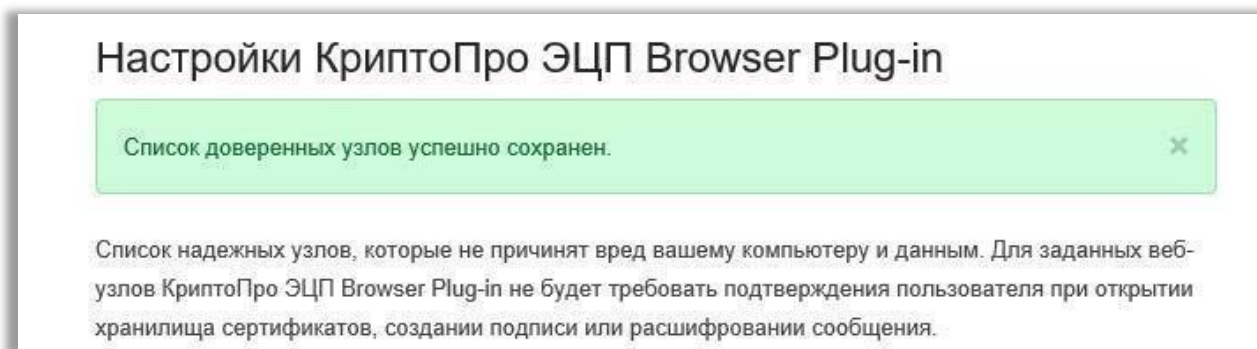 Настройки КриптоПро ЭЦП Browser Plug-in
Список доверенных узлов успешно сохранен.
×
Список надежных узлов, которые не причинят вред вашему компьютеру и данным. Для заданных веб-
узлов КриптоПро ЭЦП Browser Plug-in не будет требовать подтверждения пользователя при открытии
хранилища сертификатов, создании подписи или расшифровании сообщения.